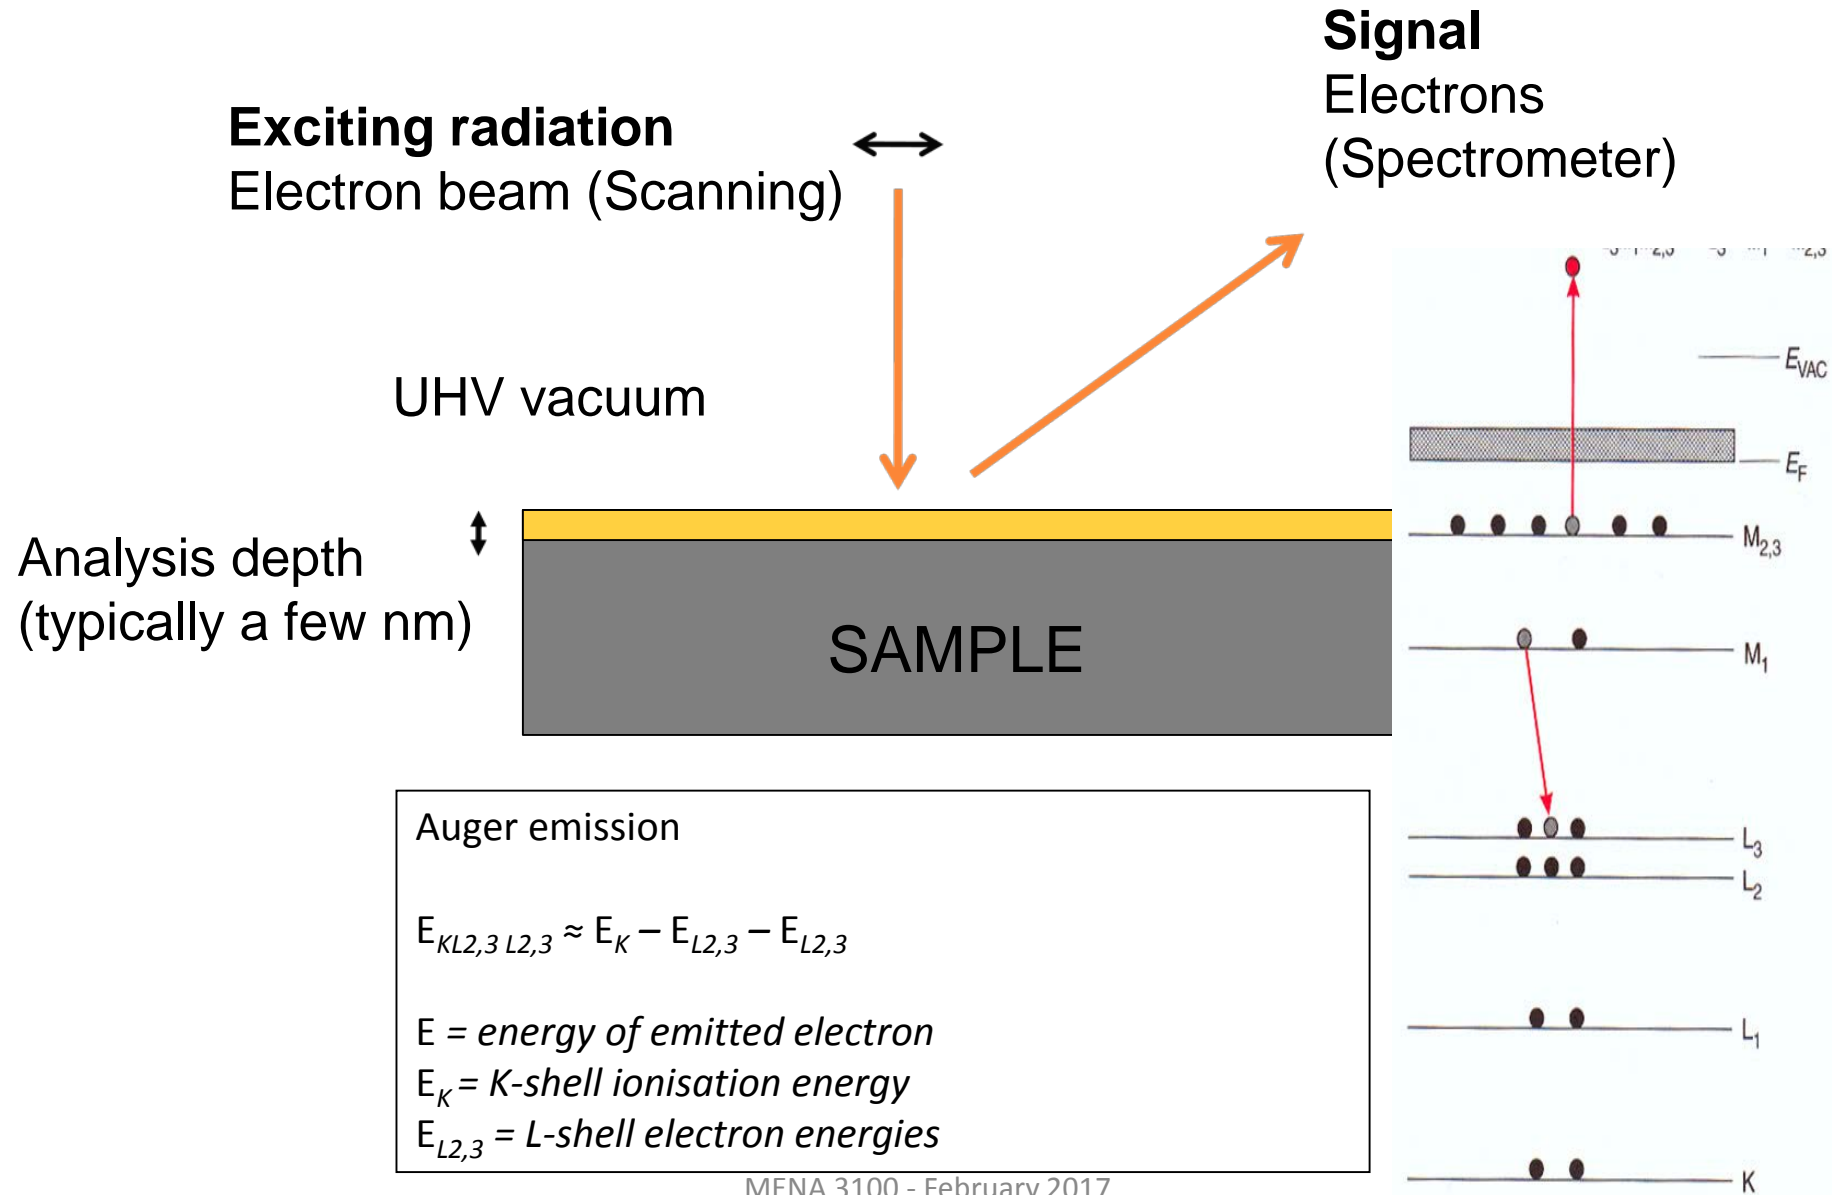 Signal
Electrons
(Spectrometer)
Exciting radiation
Electron beam (Scanning)
UHV vacuum
Analysis depth
(typically a few nm)
SAMPLE
E_VAC
E_F
M_2,3
M_1
L_3
L_2
L_1
K
Auger emission
E_KL2,3 L2,3 ≈ E_K – E_L2,3 – E_L2,3
E = energy of emitted electron
E_K = K-shell ionisation energy
E_L2,3 = L-shell electron energies
MENA 3100 - February 2017